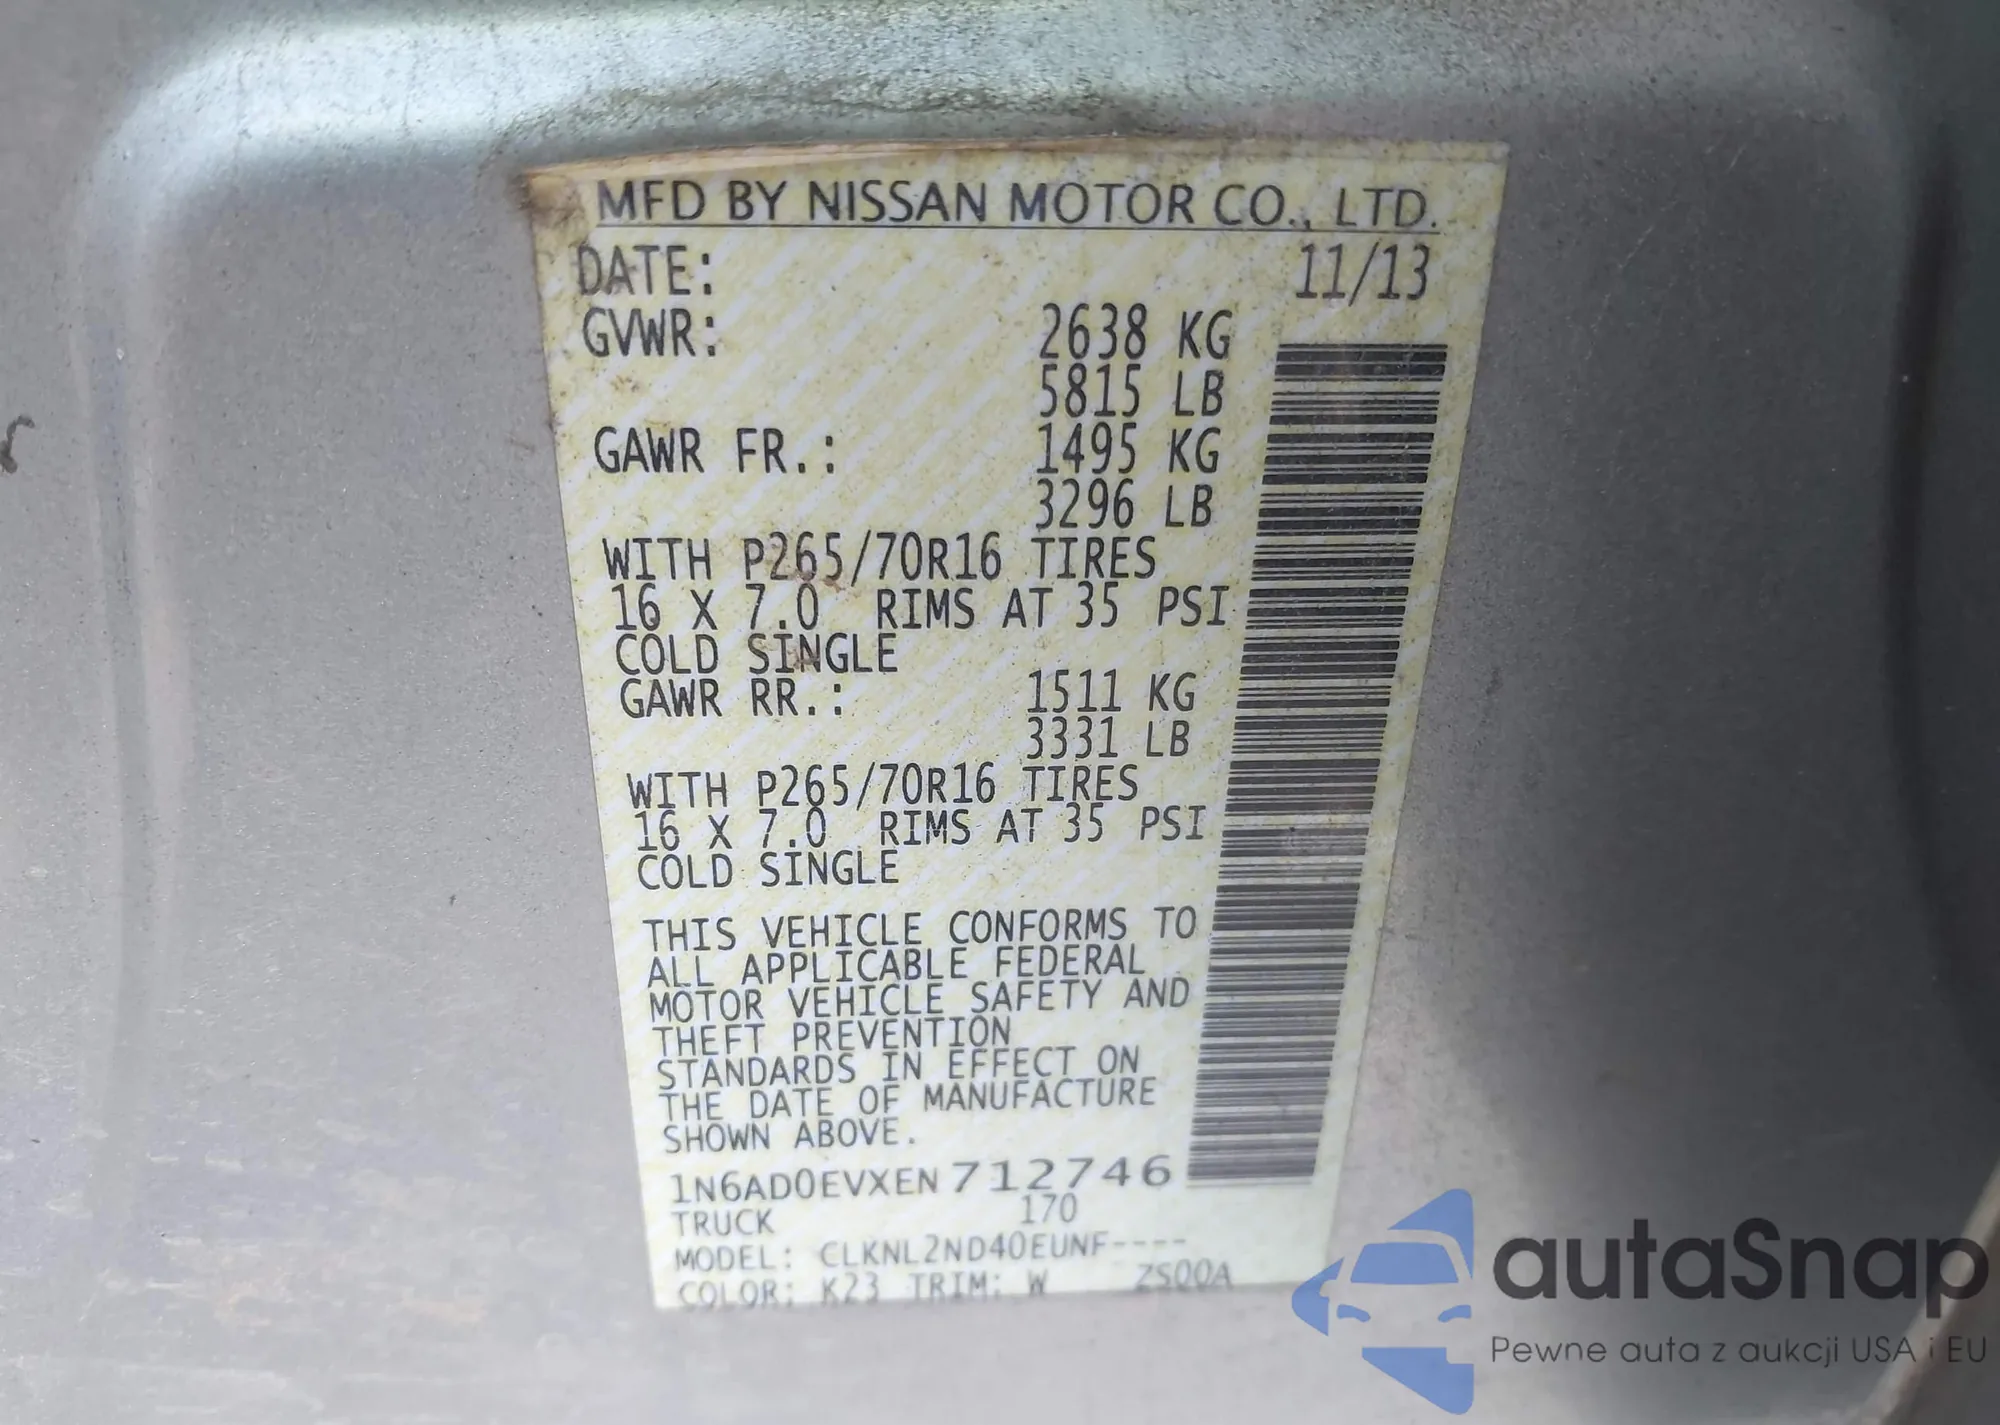 MFD BY NISSAN MOTOR CO., LTD.
DATE: 11/13
GVWR: 2638 KG
5815 LB
GAWR FR.: 1495 KG
3296 LB
WITH P265/70R16 TIRES
16 X 7.0 RIMS AT 35 PSI
COLD SINGLE
GAWR RR.: 1511 KG
3331 LB
WITH P265/70R16 TIRES
16 X 7.0 RIMS AT 35 PSI
COLD SINGLE
THIS VEHICLE CONFORMS TO
ALL APPLICABLE FEDERAL
MOTOR VEHICLE SAFETY AND
THEFT PREVENTION
STANDARDS IN EFFECT ON
THE DATE OF MANUFACTURE
SHOWN ABOVE.
1N6AD0EVXEN712746
TRUCK 170
MODEL: CLKNL2ND40EUNF----
COLOR: K23 TRIM: W ZS00A
autaSnap
Pewne auta z aukcji USA i EU